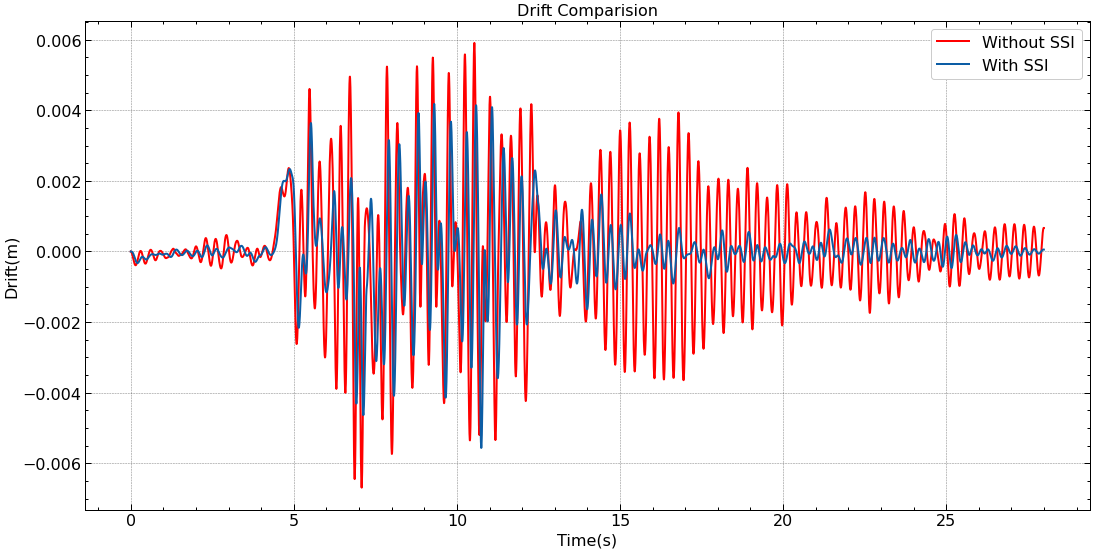 Drift Comparision
Without SSI
With SSI
0.006
0.004
0.002
0.000
−0.002
−0.004
−0.006
Drift(m)
0 5 10 15 20 25
Time(s)